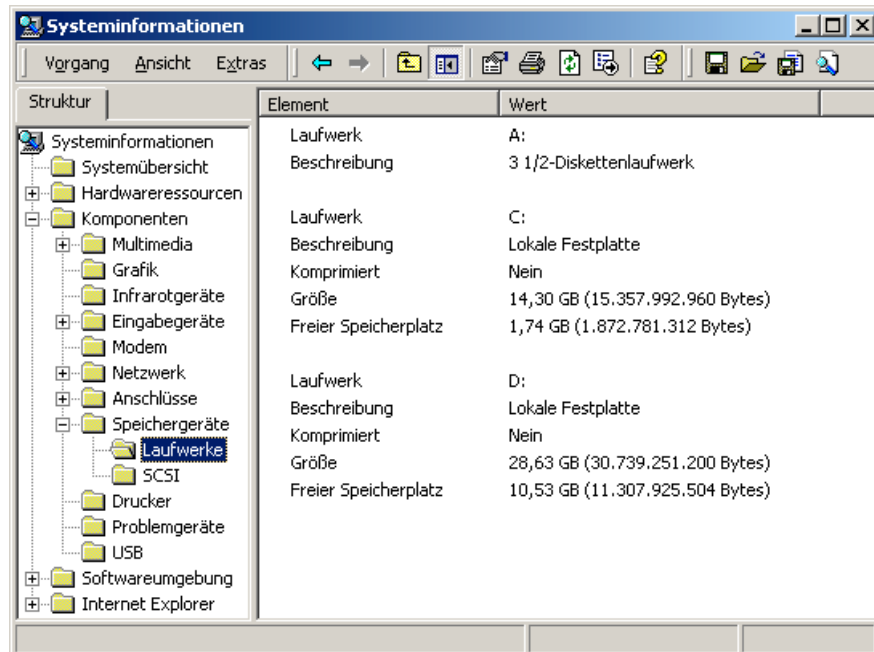 Systeminformationen
Vorgang Ansicht Extras
Struktur
Systeminformationen
Systemübersicht
Hardwareressourcen
Komponenten
Multimedia
Grafik
Infrarotgeräte
Eingabegeräte
Modem
Netzwerk
Anschlüsse
Speichergeräte
Laufwerke
SCSI
Drucker
Problemgeräte
USB
Softwareumgebung
Internet Explorer
Element Wert
Laufwerk A:
Beschreibung 3 1/2-Diskettenlaufwerk
Laufwerk C:
Beschreibung Lokale Festplatte
Komprimiert Nein
Größe 14,30 GB (15.357.992.960 Bytes)
Freier Speicherplatz 1,74 GB (1.872.781.312 Bytes)
Laufwerk D:
Beschreibung Lokale Festplatte
Komprimiert Nein
Größe 28,63 GB (30.739.251.200 Bytes)
Freier Speicherplatz 10,53 GB (11.307.925.504 Bytes)